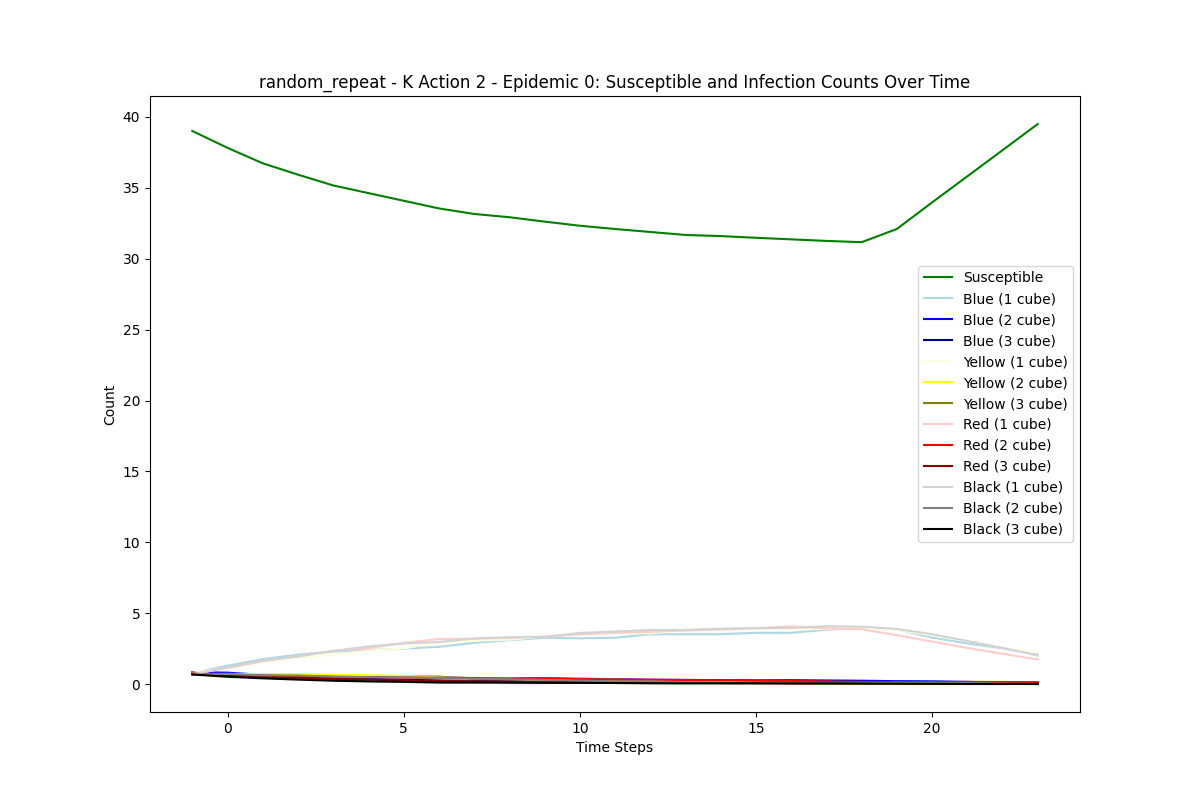 random_repeat - K Action 2 - Epidemic 0: Susceptible and Infection Counts Over Time
40
35
30
25
20
15
10
5
0
Count
Susceptible
Blue (1 cube)
Blue (2 cube)
Blue (3 cube)
Yellow (1 cube)
Yellow (2 cube)
Yellow (3 cube)
Red (1 cube)
Red (2 cube)
Red (3 cube)
Black (1 cube)
Black (2 cube)
Black (3 cube)
0 5 10 15 20
Time Steps